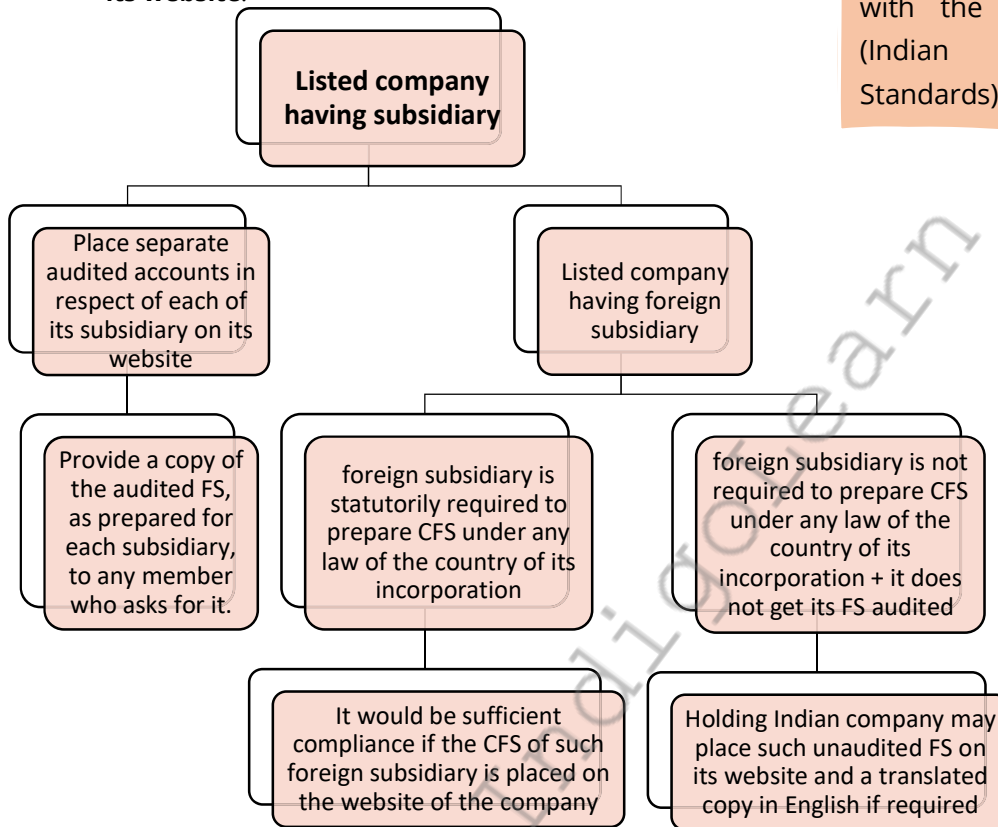 its website.
with the
(Indian
Standards)
Listed company
having subsidiary
Place separate
audited accounts in
respect of each of
its subsidiary on its
website
Listed company
having foreign
subsidiary
Provide a copy of
the audited FS,
as prepared for
each subsidiary,
to any member
who asks for it.
foreign subsidiary is
statutorily required to
prepare CFS under any
law of the country of its
incorporation
foreign subsidiary is not
required to prepare CFS
under any law of the
country of its
incorporation + it does
not get its FS audited
It would be sufficient
compliance if the CFS of such
foreign subsidiary is placed on
the website of the company
Holding Indian company may
place such unaudited FS on
its website and a translated
copy in English if required
IndigoLearn